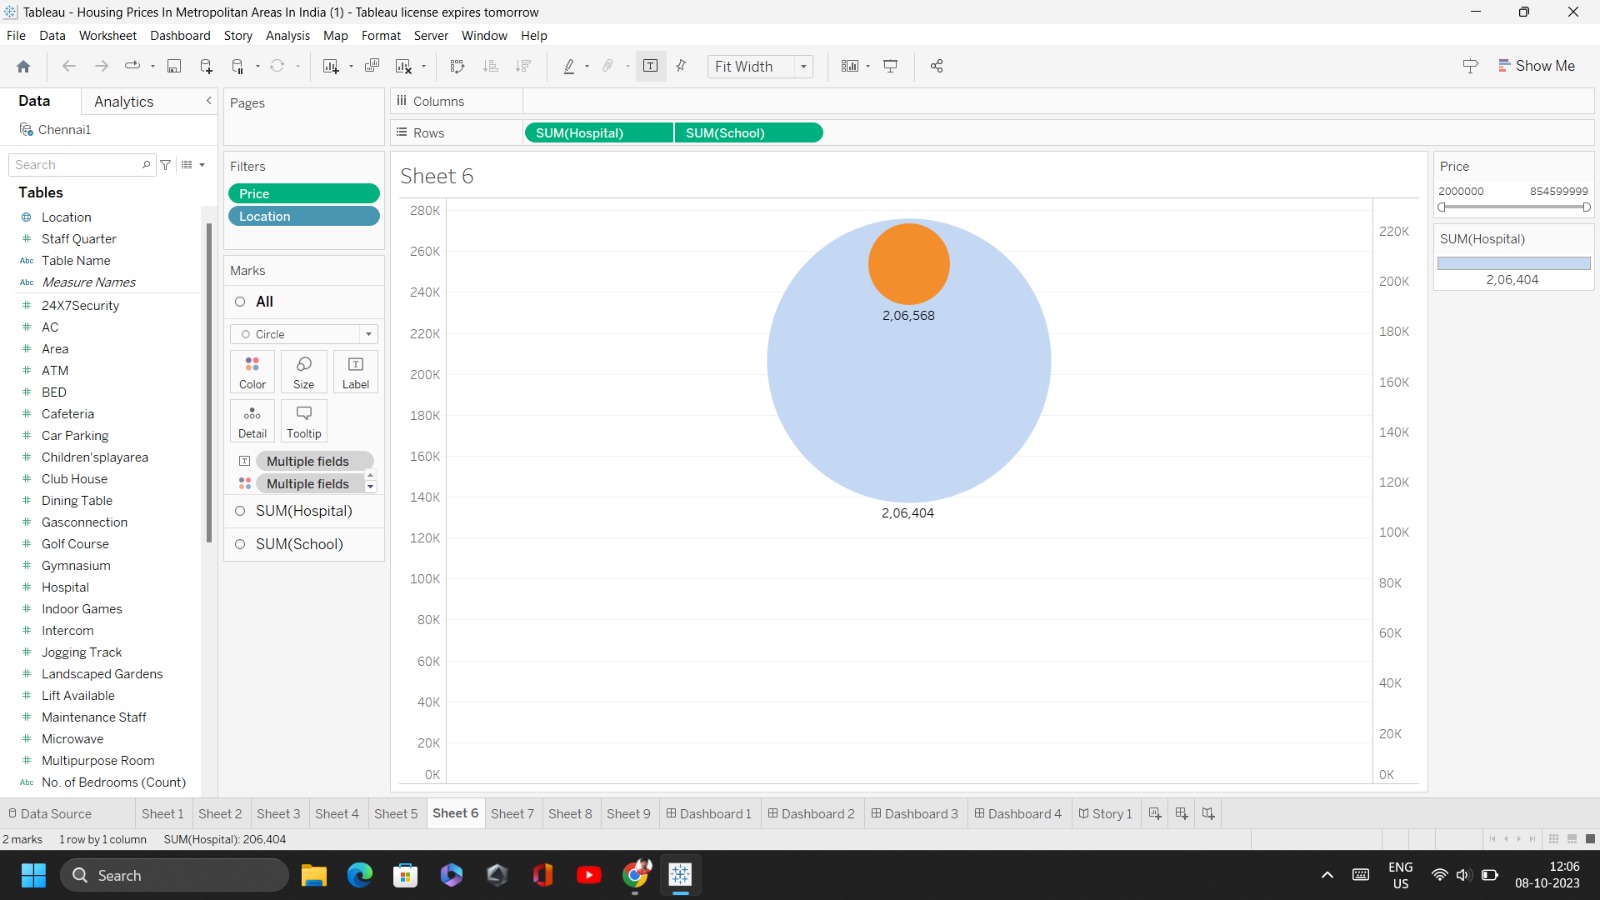 Tableau - Housing Prices In Metropolitan Areas In India (1) - Tableau license expires tomorrow
File Data Worksheet Dashboard Story Analysis Map Format Server Window Help
Fit Width
Show Me
Data Analytics
Chennai1
Search
Tables
Location
Staff Quarter
Abc Table Name
Abc Measure Names
24X7Security
AC
Area
ATM
BED
Cafeteria
Car Parking
Children'splayarea
Club House
Dining Table
Gasconnection
Golf Course
Gymnasium
Hospital
Indoor Games
Intercom
Jogging Track
Landscaped Gardens
Lift Available
Maintenance Staff
Microwave
Multipurpose Room
Abc No. of Bedrooms (Count)
Pages
Filters
Price
Location
Marks
All
Circle
Color Size Label
Detail Tooltip
Multiple fields
Multiple fields
SUM(Hospital)
SUM(School)
Columns
Rows SUM(Hospital) SUM(School)
Sheet 6
280K
260K
240K
220K
200K
180K
160K
140K
120K
100K
80K
60K
40K
20K
0K
2,06,568
2,06,404
220K
200K
180K
160K
140K
120K
100K
80K
60K
40K
20K
0K
Price
2000000 854599999
SUM(Hospital)
2,06,404
Data Source Sheet 1 Sheet 2 Sheet 3 Sheet 4 Sheet 5 Sheet 6 Sheet 7 Sheet 8 Sheet 9 Dashboard 1 Dashboard 2 Dashboard 3 Dashboard 4 Story 1
2 marks 1 row by 1 column SUM(Hospital): 206,404
Search
ENG
US
12:06
08-10-2023